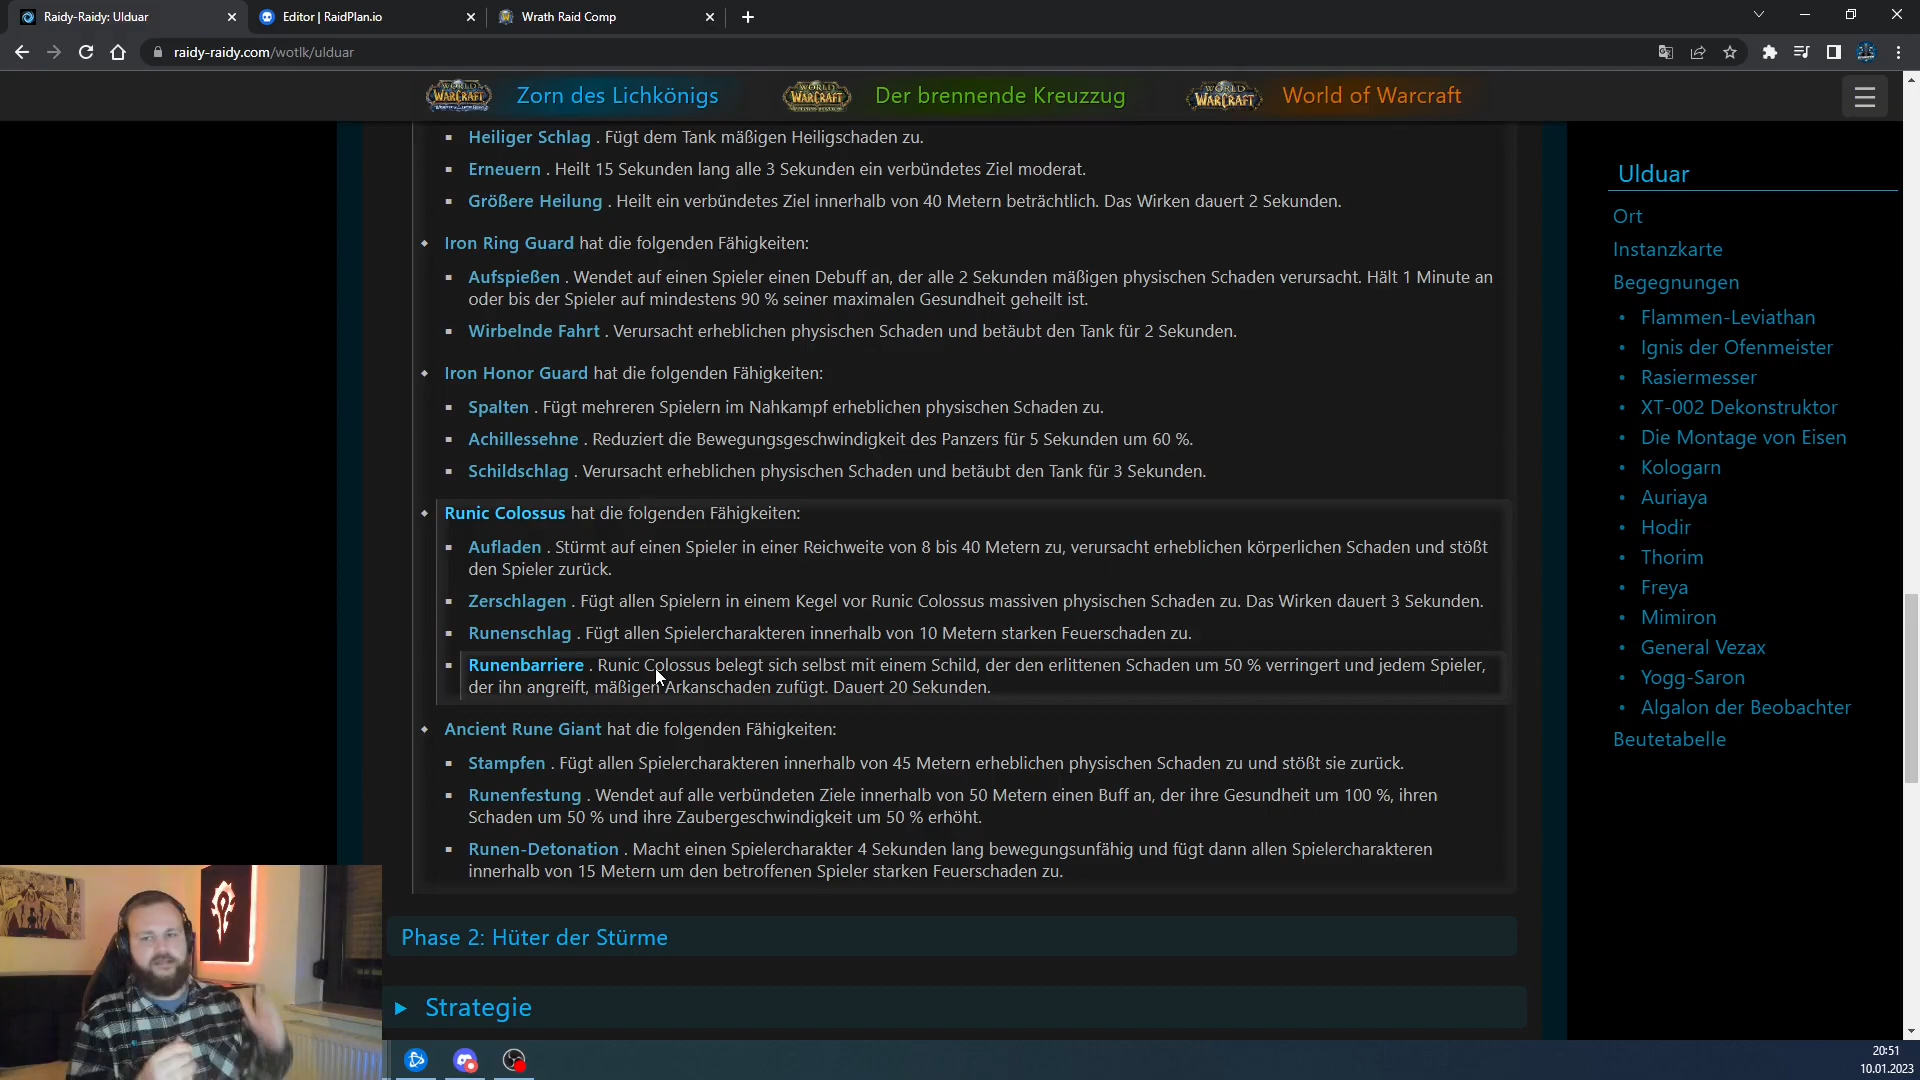 Raidy-Raidy: Ulduar
Editor | RaidPlan.io
Wrath Raid Comp
raidy-raidy.com/wotlk/ulduar
WORLD WARCRAFT Zorn des Lichkönigs
WORLD WARCRAFT Der brennende Kreuzzug
WORLD WARCRAFT World of Warcraft
Heiliger Schlag . Fügt dem Tank mäßigen Heiligschaden zu.
Erneuern . Heilt 15 Sekunden lang alle 3 Sekunden ein verbündetes Ziel moderat.
Größere Heilung . Heilt ein verbündetes Ziel innerhalb von 40 Metern beträchtlich. Das Wirken dauert 2 Sekunden.
Iron Ring Guard hat die folgenden Fähigkeiten:
Aufspießen . Wendet auf einen Spieler einen Debuff an, der alle 2 Sekunden mäßigen physischen Schaden verursacht. Hält 1 Minute an
oder bis der Spieler auf mindestens 90 % seiner maximalen Gesundheit geheilt ist.
Wirbelnde Fahrt . Verursacht erheblichen physischen Schaden und betäubt den Tank für 2 Sekunden.
Iron Honor Guard hat die folgenden Fähigkeiten:
Spalten . Fügt mehreren Spielern im Nahkampf erheblichen physischen Schaden zu.
Achillessehne . Reduziert die Bewegungsgeschwindigkeit des Panzers für 5 Sekunden um 60 %.
Schildschlag . Verursacht erheblichen physischen Schaden und betäubt den Tank für 3 Sekunden.
Runic Colossus hat die folgenden Fähigkeiten:
Aufladen . Stürmt auf einen Spieler in einer Reichweite von 8 bis 40 Metern zu, verursacht erheblichen körperlichen Schaden und stößt
den Spieler zurück.
Zerschlagen . Fügt allen Spielern in einem Kegel vor Runic Colossus massiven physischen Schaden zu. Das Wirken dauert 3 Sekunden.
Runenschlag . Fügt allen Spielercharakteren innerhalb von 10 Metern starken Feuerschaden zu.
Runenbarriere . Runic Colossus belegt sich selbst mit einem Schild, der den erlittenen Schaden um 50 % verringert und jedem Spieler,
der ihn angreift, mäßigen Arkanschaden zufügt. Dauert 20 Sekunden.
Ancient Rune Giant hat die folgenden Fähigkeiten:
Stampfen . Fügt allen Spielercharakteren innerhalb von 45 Metern erheblichen physischen Schaden zu und stößt sie zurück.
Runenfestung . Wendet auf alle verbündeten Ziele innerhalb von 50 Metern einen Buff an, der ihre Gesundheit um 100 %, ihren
Schaden um 50 % und ihre Zaubergeschwindigkeit um 50 % erhöht.
Runen-Detonation . Macht einen Spielercharakter 4 Sekunden lang bewegungsunfähig und fügt dann allen Spielercharakteren
innerhalb von 15 Metern um den betroffenen Spieler starken Feuerschaden zu.
Phase 2: Hüter der Stürme
Strategie
Ulduar
Ort
Instanzkarte
Begegnungen
Flammen-Leviathan
Ignis der Ofenmeister
Rasiermesser
XT-002 Dekonstruktor
Die Montage von Eisen
Kologarn
Auriaya
Hodir
Thorim
Freya
Mimiron
General Vezax
Yogg-Saron
Algalon der Beobachter
Beutetabelle
20:51
10.01.2023